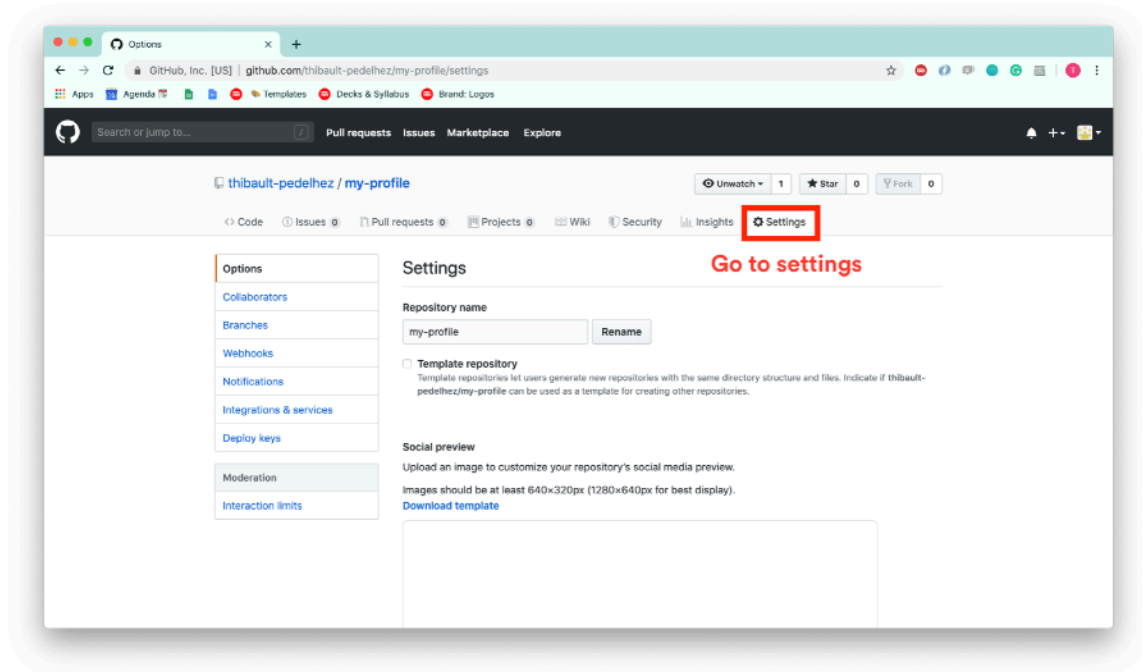 Options
GitHub, Inc. [US] | github.com/thibault-pedelhez/my-profile/settings
Apps Agenda Templates Decks & Syllabus Brand: Logos
Search or jump to... / Pull requests Issues Marketplace Explore
thibault-pedelhez / my-profile
Unwatch 1 Star 0 Fork 0
Code Issues 0 Pull requests 0 Projects 0 Wiki Security Insights Settings
Go to settings
Options
Collaborators
Branches
Webhooks
Notifications
Integrations & services
Deploy keys
Moderation
Interaction limits
Settings
Repository name
my-profile Rename
Template repository
Template repositories let users generate new repositories with the same directory structure and files. Indicate if thibault-
pedelhez/my-profile can be used as a template for creating other repositories.
Social preview
Upload an image to customize your repository's social media preview.
Images should be at least 640×320px (1280×640px for best display).
Download template